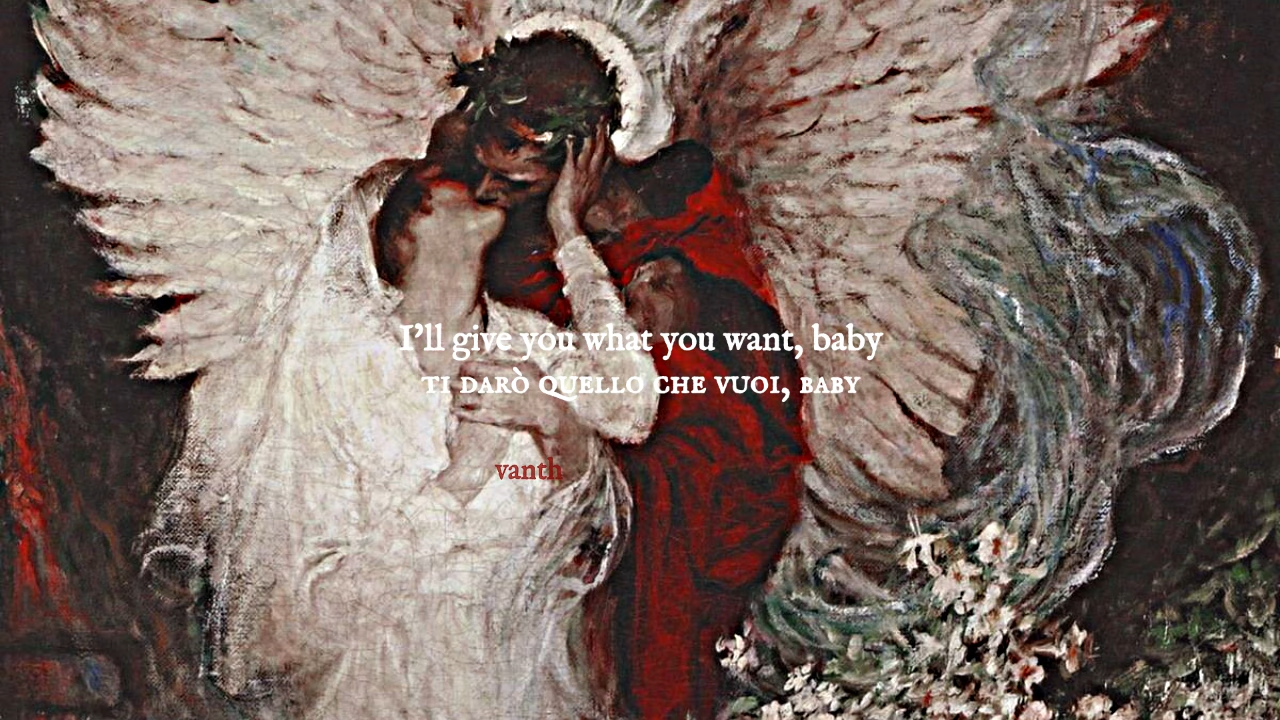 I'll give you what you want, baby
TI DARÒ QUELLO CHE VUOI, BABY
vanth